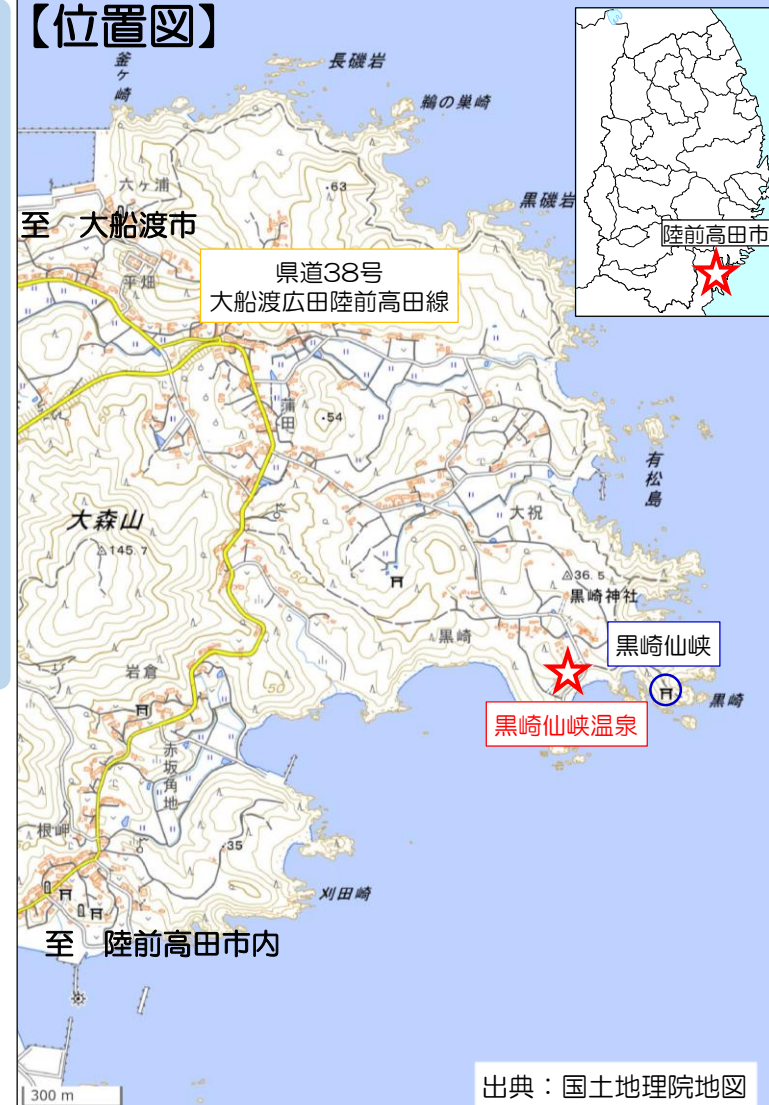 【位置図】
釜ヶ崎
長磯岩
鵜の巣崎
六ヶ浦
・63
黒磯岩
陸前高田市
至 大船渡市
平畑
県道38号
大船渡広田陸前高田線
蒲田
・54
有松島
大森山
145.7
大祝
36.5
黒崎神社
黒崎
黒崎仙峡
50
岩倉
50
黒崎
黒崎仙峡温泉
赤坂角地
根岬
・35
刈田崎
至 陸前高田市内
300 m
出典：国土地理院地図